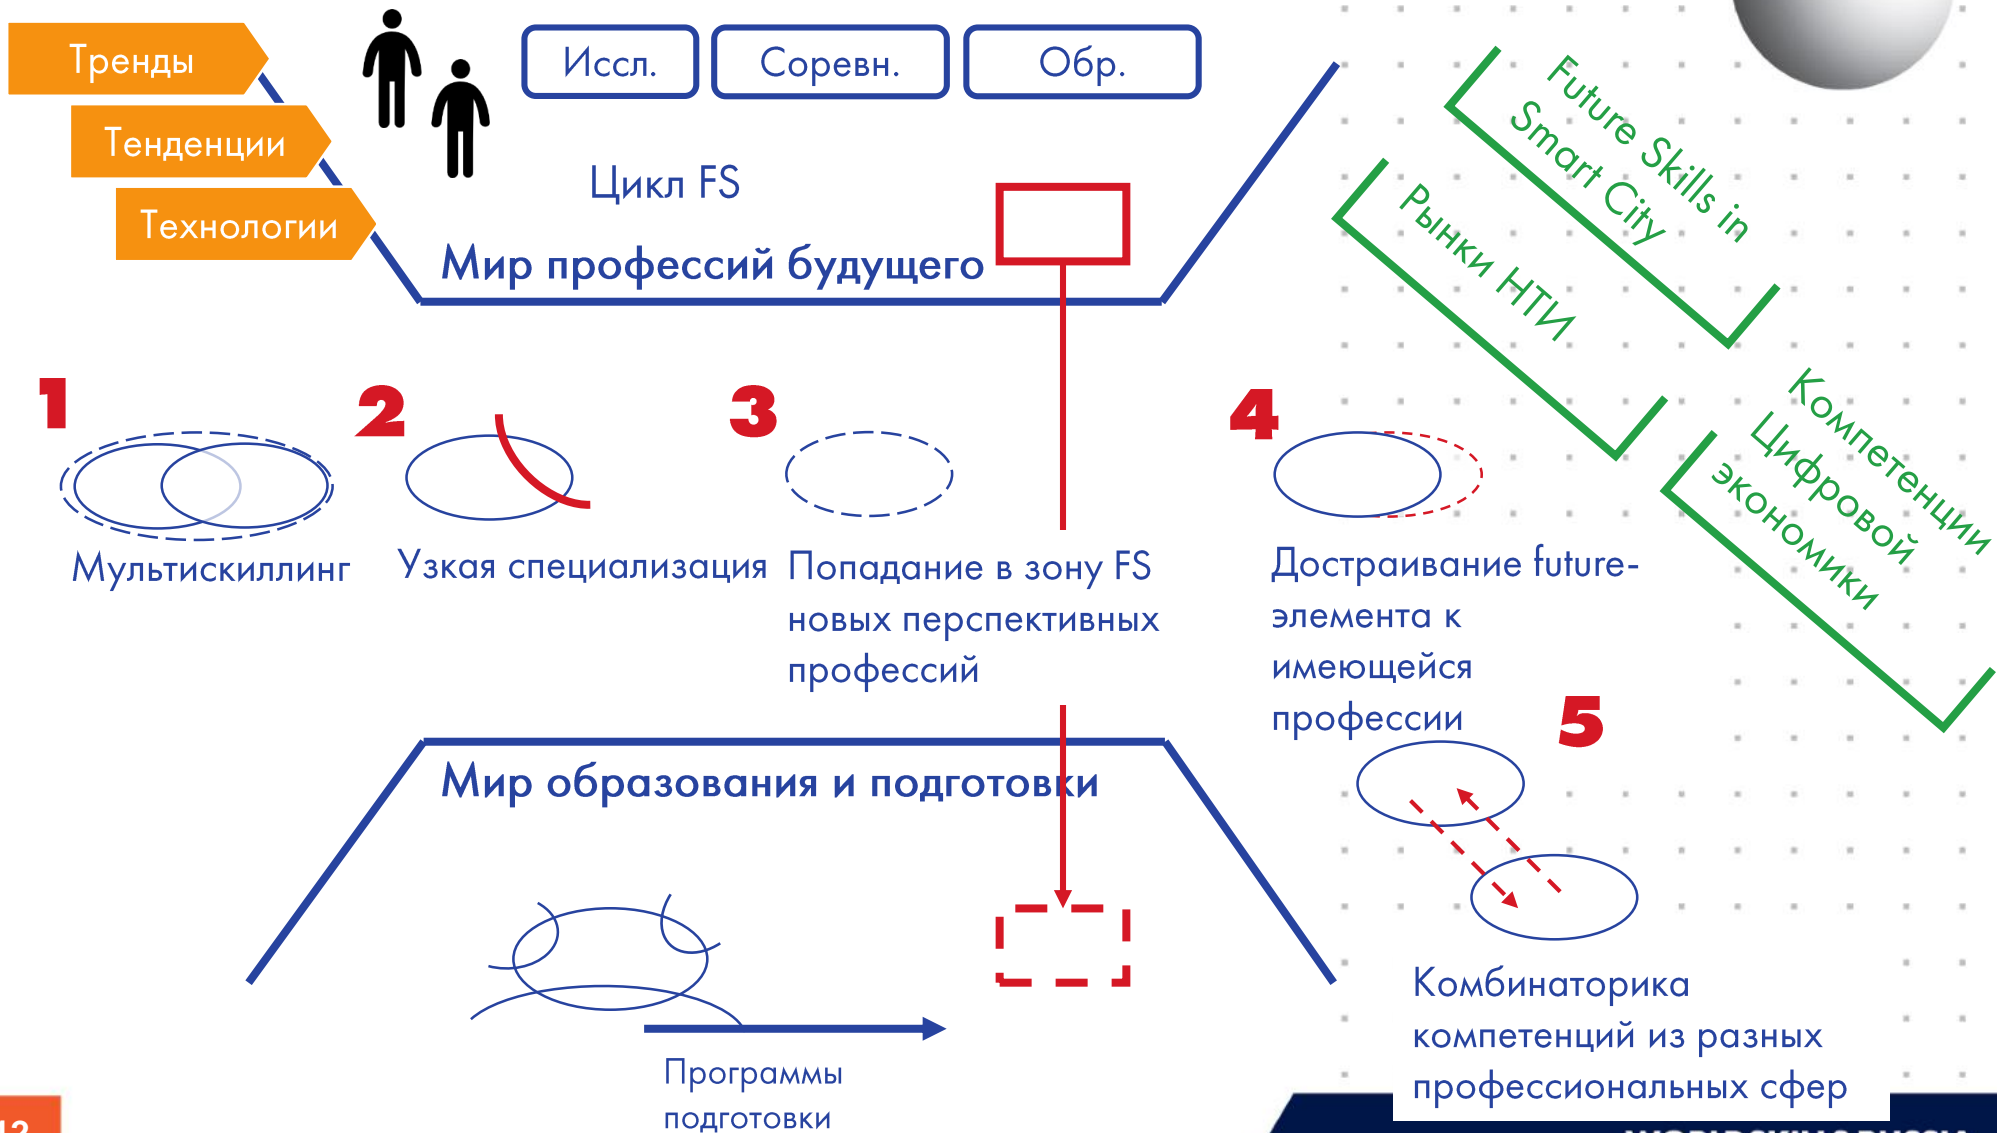 Тренды
Тенденции
Технологии
Иссл.
Соревн.
Обр.
Цикл FS
Мир профессий будущего
Future Skills in
Smart City
Рынки НТИ
Компетенции
Цифровой
экономики
1
Мультискиллинг
2
Узкая специализация
3
Попадание в зону FS
новых перспективных
профессий
4
Достраивание future-
элемента к
имеющейся
профессии
5
Комбинаторика
компетенций из разных
профессиональных сфер
Мир образования и подготовки
Программы
подготовки